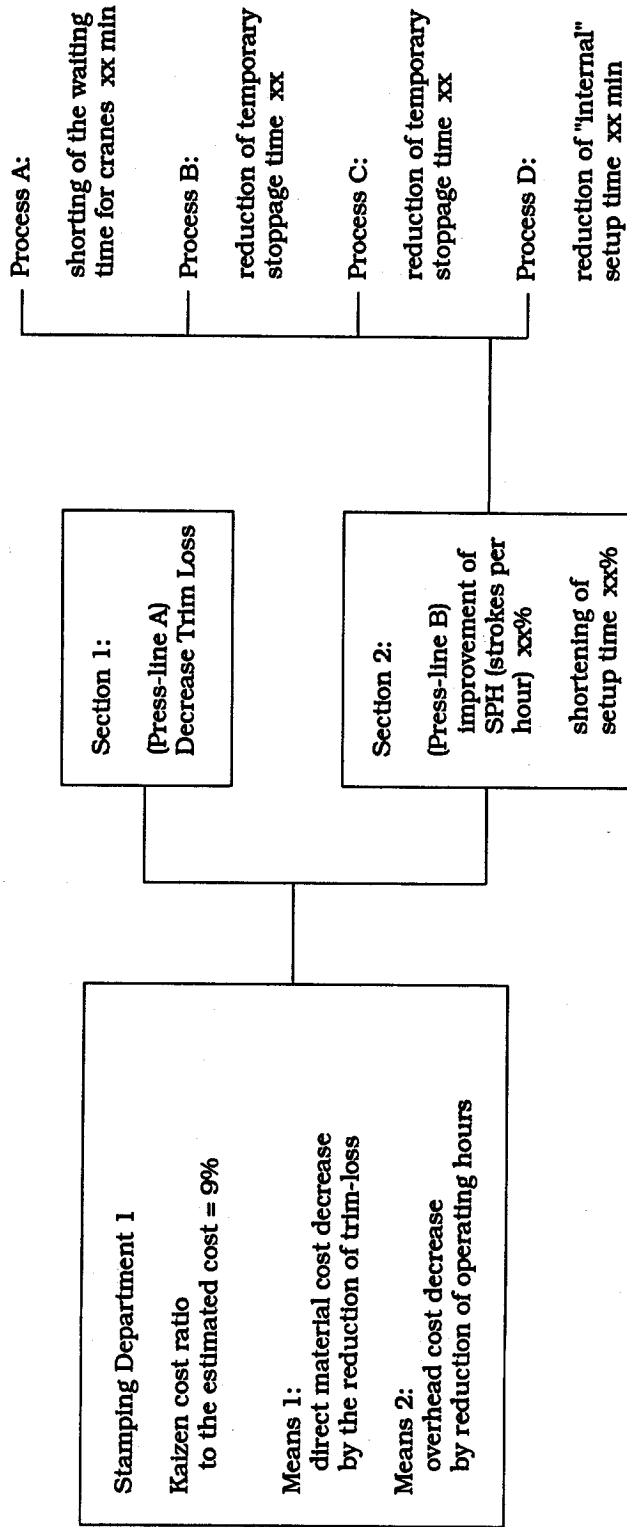 Stamping Department 1
Kaizen cost ratio
to the estimated cost = 9%
Means 1:
direct material cost decrease
by the reduction of trim-loss
Means 2:
overhead cost decrease
by reduction of operating hours
Section 1:
(Press-line A)
Decrease Trim Loss
Section 2:
(Press-line B)
improvement of
SPH (strokes per
hour) xx%
shortening of
setup time xx%
Process A:
shorting of the waiting
time for cranes xx min
Process B:
reduction of temporary
stoppage time xx
Process C:
reduction of temporary
stoppage time xx
Process D:
reduction of "internal"
setup time xx min